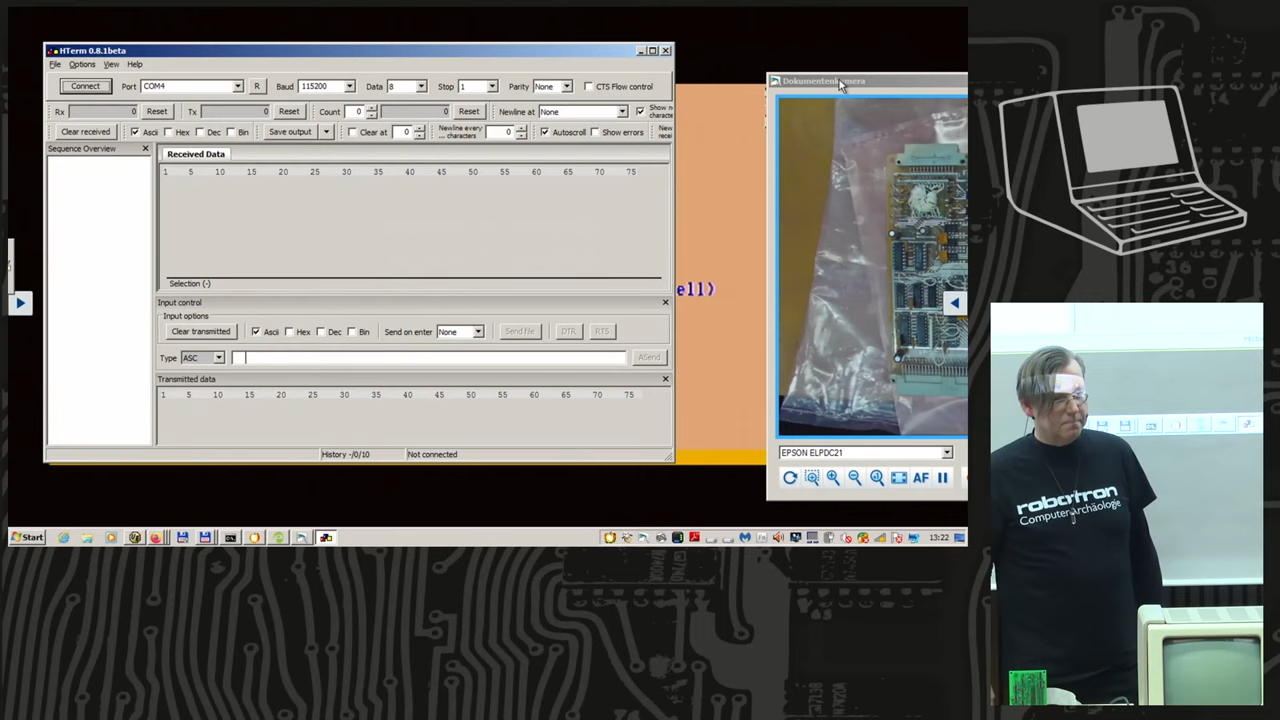 HTerm 0.8.1beta
File Options View Help
Connect Port COM4 R Baud 115200 Data 8 Stop 1 Parity None CTS Flow control
Rx 0 Reset Tx 0 Reset Count 0 0 Reset Newline at None Show n
character
Clear received Ascii Hex Dec Bin Save output Clear at 0 Newline every
... characters 0 Autoscroll Show errors New
recei
Sequence Overview
Received Data
1 5 10 15 20 25 30 35 40 45 50 55 60 65 70 75
Selection (-)
Input control
Input options
Clear transmitted Ascii Hex Dec Bin Send on enter None Send file DTR RTS
Type ASC ASend
Transmitted data
1 5 10 15 20 25 30 35 40 45 50 55 60 65 70 75
History -/0/10 Not connected
ell)
Dokumentenkamera
EPSON ELPDC21
AF
Start
13:22
robotron
ComputerArchäologie